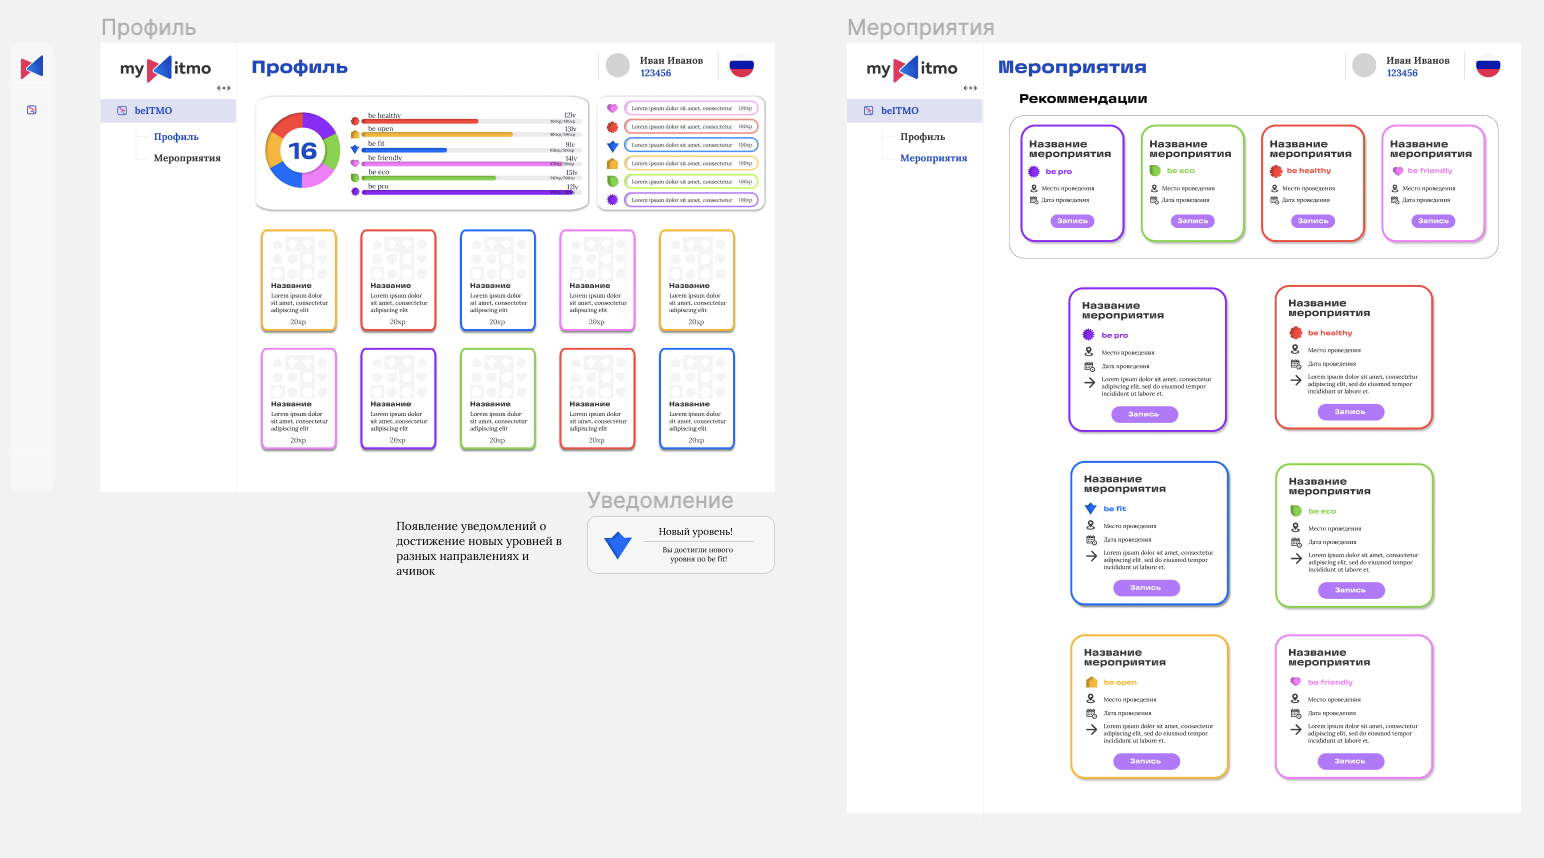 Профиль
my itmo
beITMO
Профиль
Мероприятия
Профиль
Иван Иванов
123456
16
be healthy
12lv
be open
13lv
be fit
9lv
be friendly
14lv
be eco
15lv
be pro
12lv
Lorem ipsum dolor sit amet, consectetur 100xp
Lorem ipsum dolor sit amet, consectetur 100xp
Lorem ipsum dolor sit amet, consectetur 100xp
Lorem ipsum dolor sit amet, consectetur 100xp
Lorem ipsum dolor sit amet, consectetur 100xp
Lorem ipsum dolor sit amet, consectetur 100xp
Название
Lorem ipsum dolor
sit amet, consectetur
adipiscing elit
20xp
Название
Lorem ipsum dolor
sit amet, consectetur
adipiscing elit
20xp
Название
Lorem ipsum dolor
sit amet, consectetur
adipiscing elit
20xp
Название
Lorem ipsum dolor
sit amet, consectetur
adipiscing elit
20xp
Название
Lorem ipsum dolor
sit amet, consectetur
adipiscing elit
20xp
Название
Lorem ipsum dolor
sit amet, consectetur
adipiscing elit
20xp
Название
Lorem ipsum dolor
sit amet, consectetur
adipiscing elit
20xp
Название
Lorem ipsum dolor
sit amet, consectetur
adipiscing elit
20xp
Название
Lorem ipsum dolor
sit amet, consectetur
adipiscing elit
20xp
Название
Lorem ipsum dolor
sit amet, consectetur
adipiscing elit
20xp
Появление уведомлений о
достижение новых уровней в
разных направлениях и
ачивок
Уведомление
Новый уровень!
Вы достигли нового
уровня по be fit!
Мероприятия
my itmo
beITMO
Профиль
Мероприятия
Мероприятия
Иван Иванов
123456
Рекомендации
Название
мероприятия
be pro
Место проведения
Дата проведения
Запись
Название
мероприятия
be eco
Место проведения
Дата проведения
Запись
Название
мероприятия
be healthy
Место проведения
Дата проведения
Запись
Название
мероприятия
be friendly
Место проведения
Дата проведения
Запись
Название
мероприятия
be pro
Место проведения
Дата проведения
Lorem ipsum dolor sit amet, consectetur
adipiscing elit, sed do eiusmod tempor
incididunt ut labore et.
Запись
Название
мероприятия
be healthy
Место проведения
Дата проведения
Lorem ipsum dolor sit amet, consectetur
adipiscing elit, sed do eiusmod tempor
incididunt ut labore et.
Запись
Название
мероприятия
be fit
Место проведения
Дата проведения
Lorem ipsum dolor sit amet, consectetur
adipiscing elit, sed do eiusmod tempor
incididunt ut labore et.
Запись
Название
мероприятия
be eco
Место проведения
Дата проведения
Lorem ipsum dolor sit amet, consectetur
adipiscing elit, sed do eiusmod tempor
incididunt ut labore et.
Запись
Название
мероприятия
be open
Место проведения
Дата проведения
Lorem ipsum dolor sit amet, consectetur
adipiscing elit, sed do eiusmod tempor
incididunt ut labore et.
Запись
Название
мероприятия
be friendly
Место проведения
Дата проведения
Lorem ipsum dolor sit amet, consectetur
adipiscing elit, sed do eiusmod tempor
incididunt ut labore et.
Запись